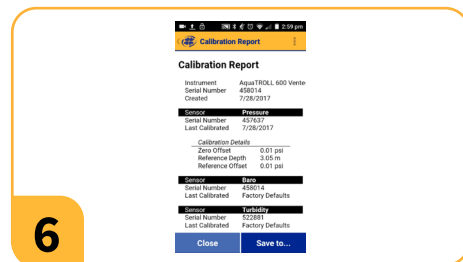 2:59 pm
Calibration Report
Calibration Report
Instrument AquaTROLL 600 Vente
Serial Number 458014
Created 7/28/2017
Sensor Pressure
Serial Number 457637
Last Calibrated 7/28/2017
Calibration Details
Zero Offset 0.01 psi
Reference Depth 3.05 m
Reference Offset 0.01 psi
Sensor Baro
Serial Number 458014
Last Calibrated Factory Defaults
Sensor Turbidity
Serial Number 522881
Last Calibrated Factory Defaults
Close Save to...
6